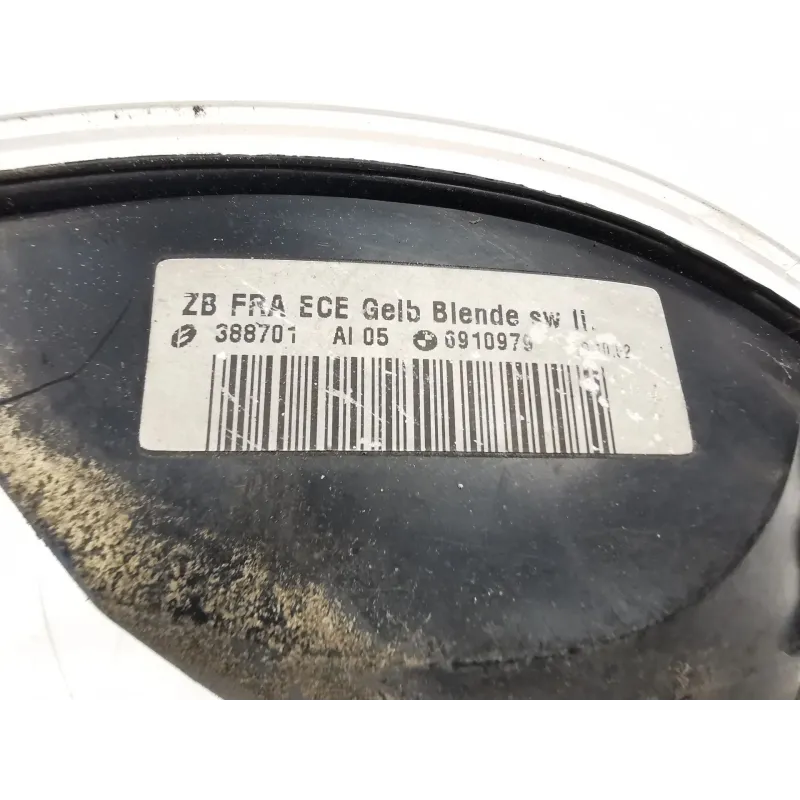 ZB FRA ECE Gelb Blende sw li.
388701 AI 05 6910979